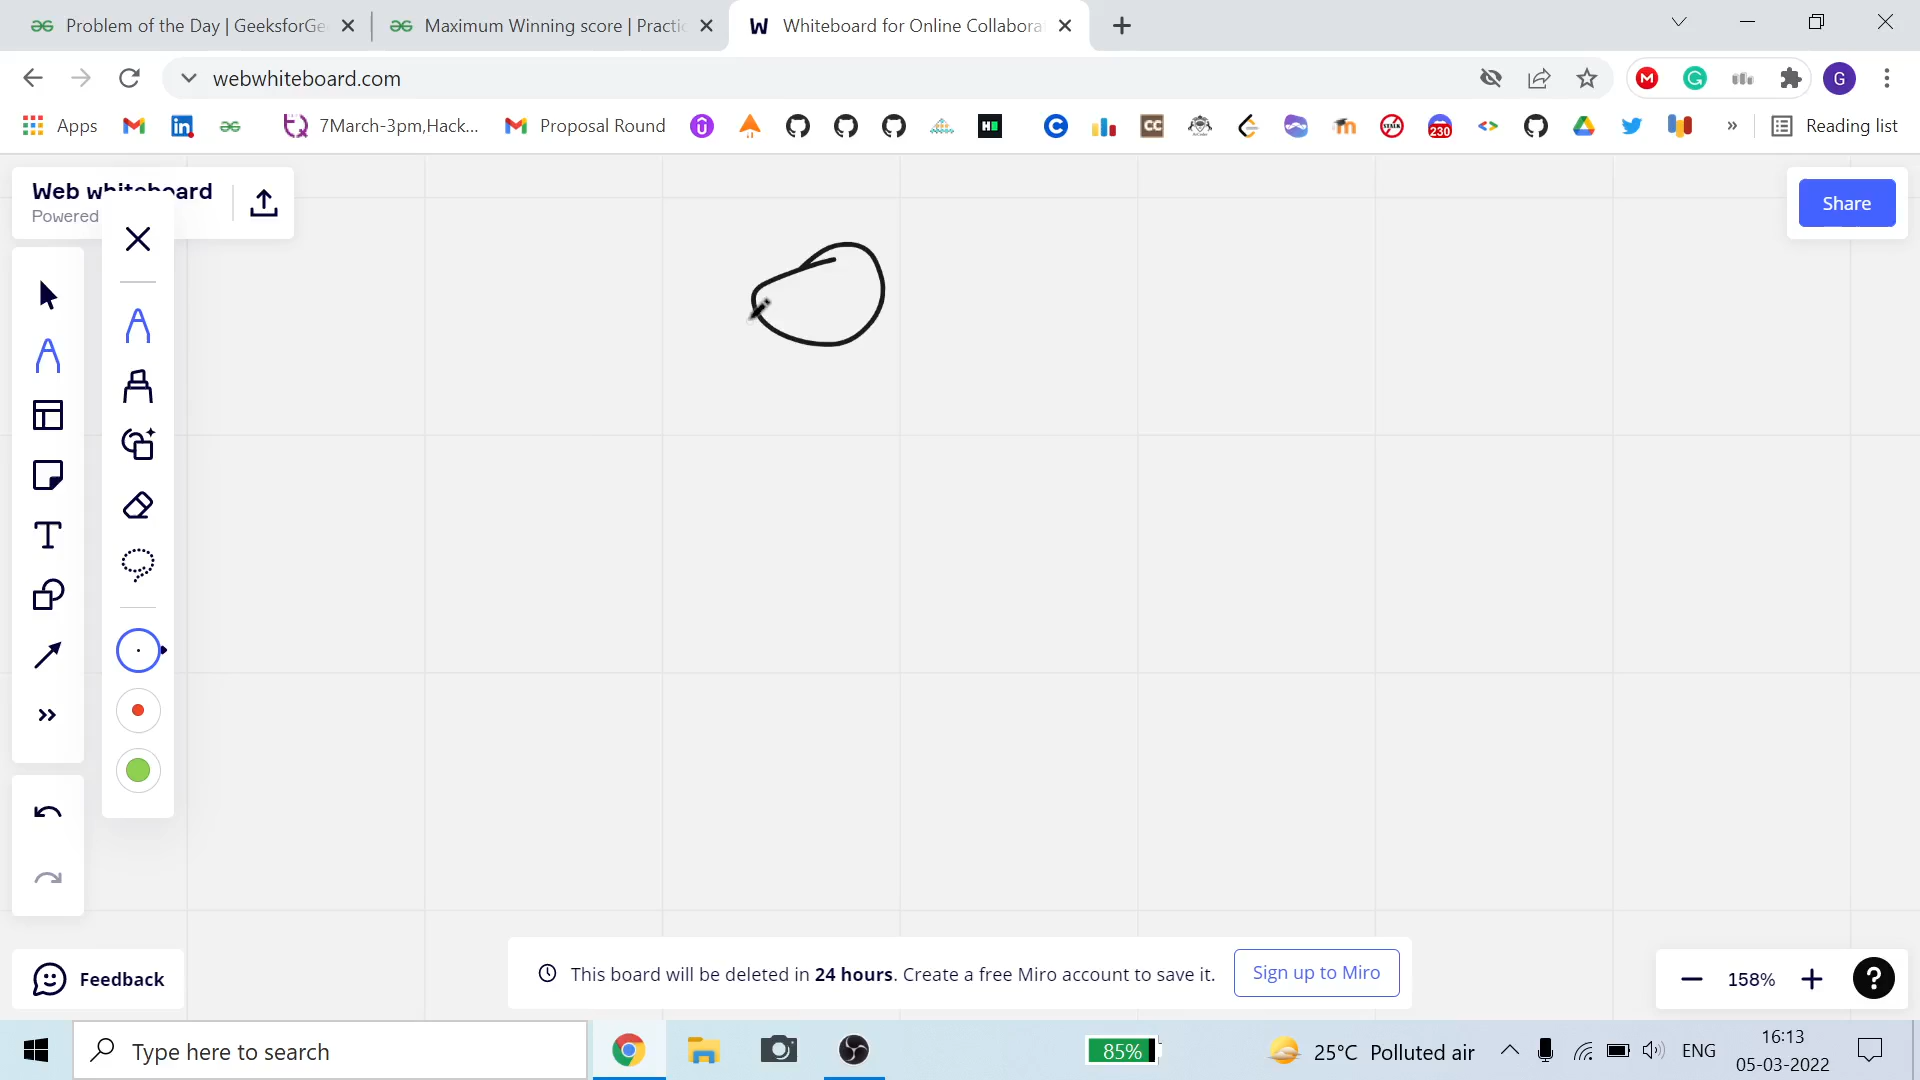 Problem of the Day | GeeksforGe
Maximum Winning score | Practic
Whiteboard for Online Collabora
webwhiteboard.com
G
Apps
7March-3pm,Hack...
Proposal Round
CC
230
Reading list
Web whiteboard
Powered
Share
Feedback
This board will be deleted in 24 hours. Create a free Miro account to save it.
Sign up to Miro
158%
Type here to search
85%
25°C Polluted air
ENG
16:13
05-03-2022